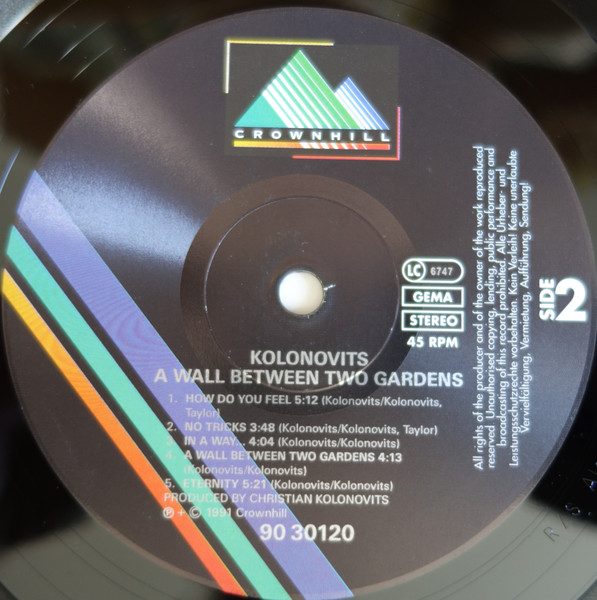 CROWNHILL
LC 6747
GEMA
STEREO
45 RPM
SIDE 2
All rights of the producer and of the owner of the work reproduced
reserved. Unauthorised copying, lending, public performance and
broadcasting of this record prohibited. Alle Urheber- und
Leistungsschutzrechte vorbehalten. Kein Verleih! Keine unerlaubte
Vervielfältigung, Vermietung, Aufführung, Sendung!
KOLONOVITS
A WALL BETWEEN TWO GARDENS
1. HOW DO YOU FEEL 5:12 (Kolonovits/Kolonovits,
Taylor)
2. NO TRICKS 3:48 (Kolonovits/Kolonovits, Taylor)
3. IN A WAY... 4:04 (Kolonovits/Kolonovits)
4. A WALL BETWEEN TWO GARDENS 4:13
(Kolonovits/Kolonovits)
5. ETERNITY 5:21 (Kolonovits/Kolonovits)
PRODUCED BY CHRISTIAN KOLONOVITS
℗ + © 1991 Crownhill
90 30120